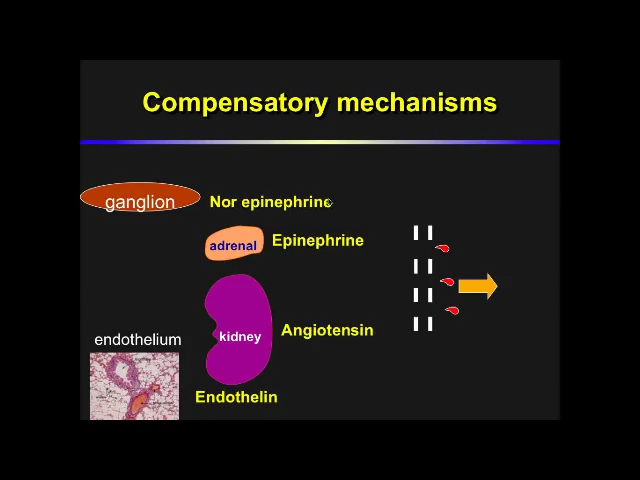 Compensatory mechanisms
ganglion
Nor epinephrine
adrenal
Epinephrine
kidney
Angiotensin
endothelium
Endothelin